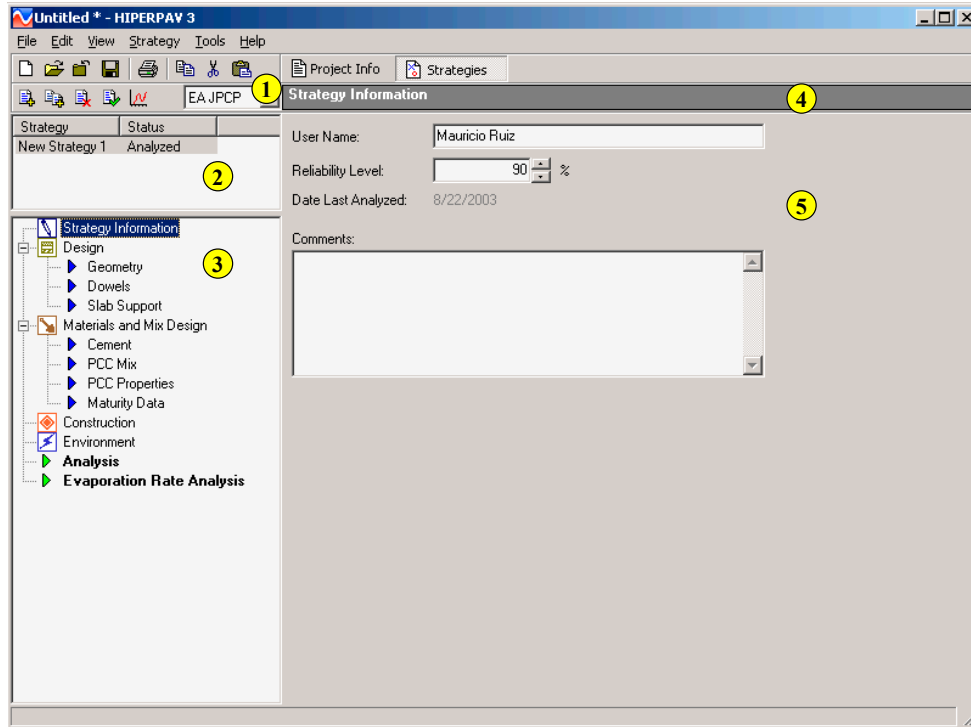 Untitled * - HIPERPAV 3
File Edit View Strategy Tools Help
Project Info Strategies
EAJPCP 1
Strategy Information 4
Strategy Status
New Strategy 1 Analyzed
2
User Name: Mauricio Ruiz
Reliability Level: 90 %
Date Last Analyzed: 8/22/2003
5
Comments:
Strategy Information
Design
3
Geometry
Dowels
Slab Support
Materials and Mix Design
Cement
PCC Mix
PCC Properties
Maturity Data
Construction
Environment
Analysis
Evaporation Rate Analysis